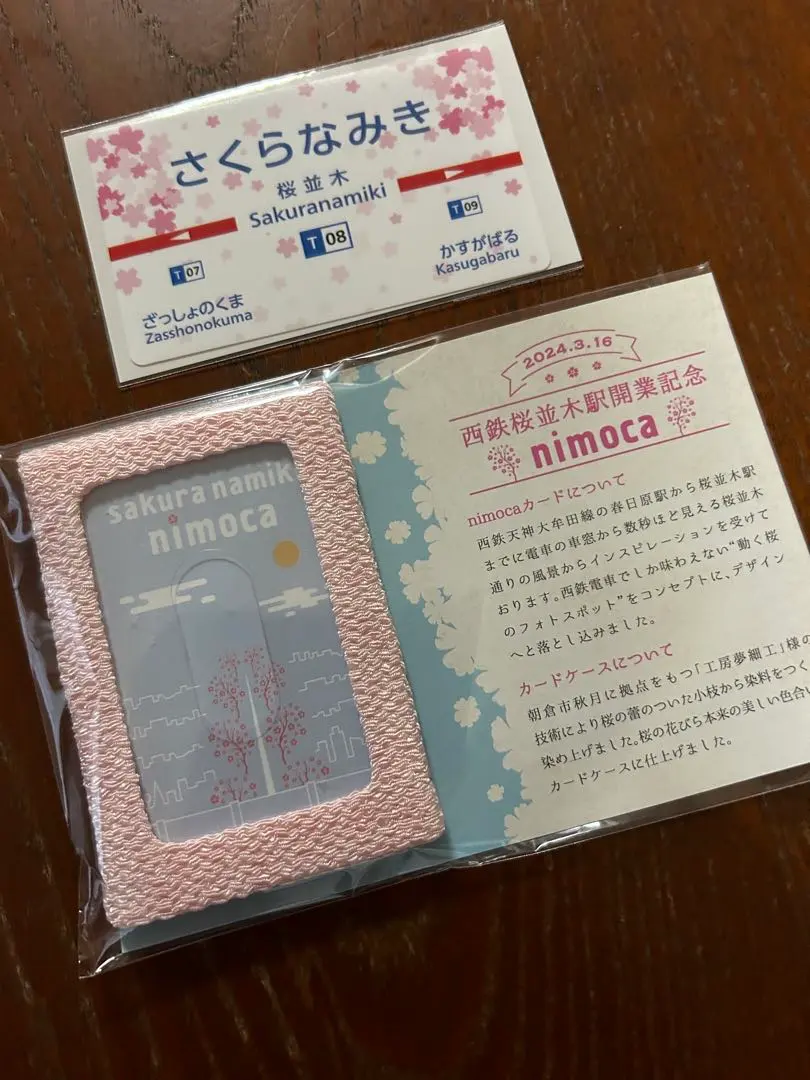 さくらなみき
桜並木
Sakuranamiki
T 08
T 07
ざっしょのくま
Zasshonokuma
T 09
かすがばる
Kasugabaru
sakura namik
nimoca
2024.3.16
西鉄桜並木駅開業記念
nimoca
nimocaカードについて
西鉄天神大牟田線の春日原駅から桜並木駅
までに電車の車窓から数秒ほど見える桜並木
通りの風景からインスピレーションを受けて
おります。西鉄電車でしか味わえない“動く桜
のフォトスポット”をコンセプトに、デザイン
へと落とし込みました。
カードケースについて
朝倉市秋月に拠点をもつ「工房夢細工」様の
技術により桜の蕾のついた小枝から染料をつく
染め上げました。桜の花びら本来の美しい色合い
カードケースに仕上げました。